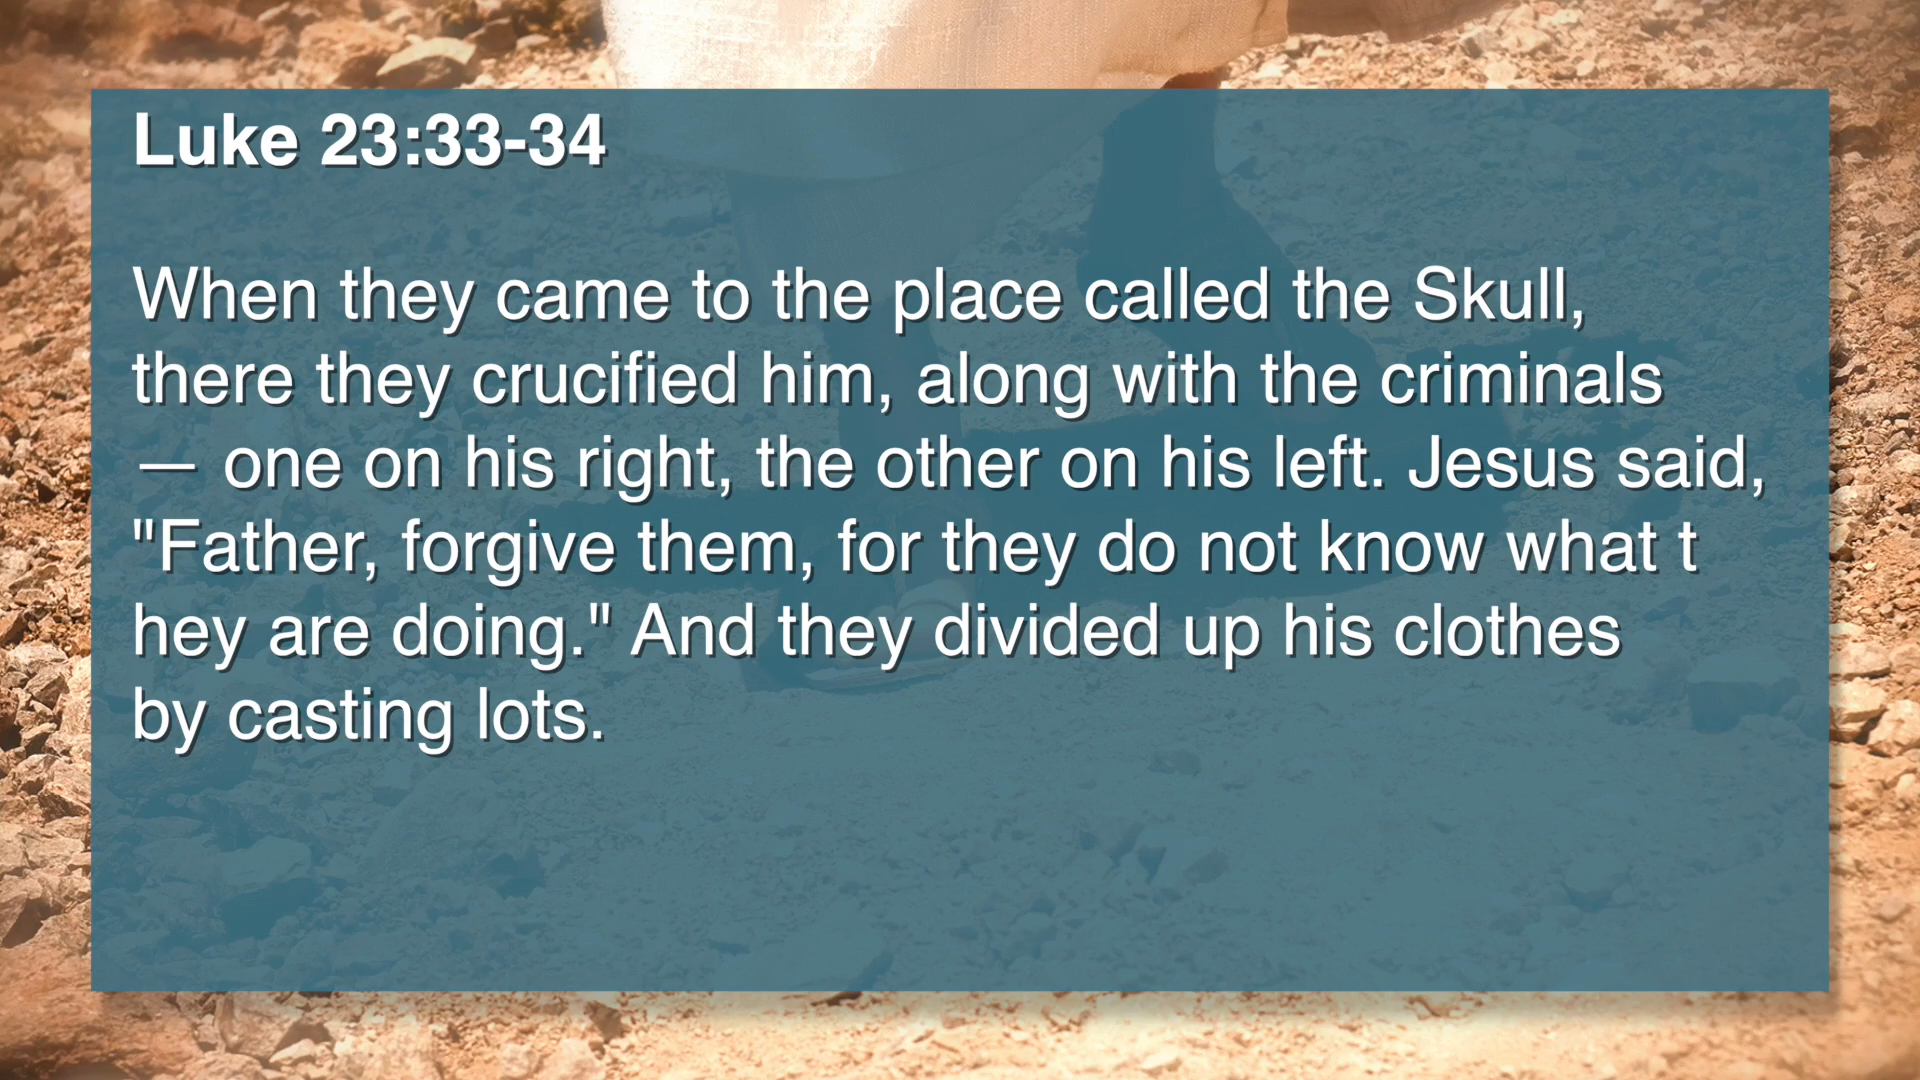 Luke 23:33-34
When they came to the place called the Skull,
there they crucified him, along with the criminals
— one on his right, the other on his left. Jesus said,
"Father, forgive them, for they do not know what t
hey are doing." And they divided up his clothes
by casting lots.